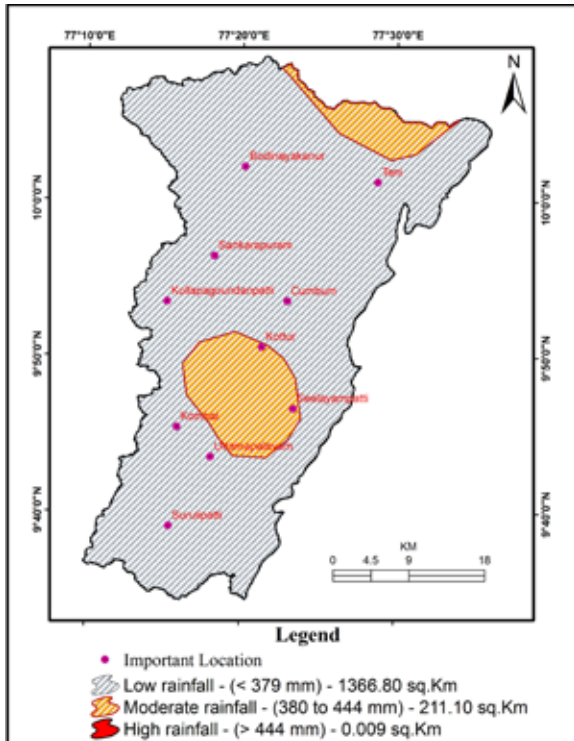 77°10'0"E 77°20'0"E 77°30'0"E
N
Bodinayakanur
Teni
10°0'0"N 10°0'0"N
Sankarapuram
Kullapagoundanpatti Cumbum
Kottur
9°50'0"N 9°50'0"N
Seelayampatti
Kombai
Uthamapalayam
Surulipatti
9°40'0"N 9°40'0"N
KM
0 4.5 9 18
Legend
Important Location
Low rainfall - (< 379 mm) - 1366.80 sq.Km
Moderate rainfall - (380 to 444 mm) - 211.10 sq.Km
High rainfall - (> 444 mm) - 0.009 sq.Km